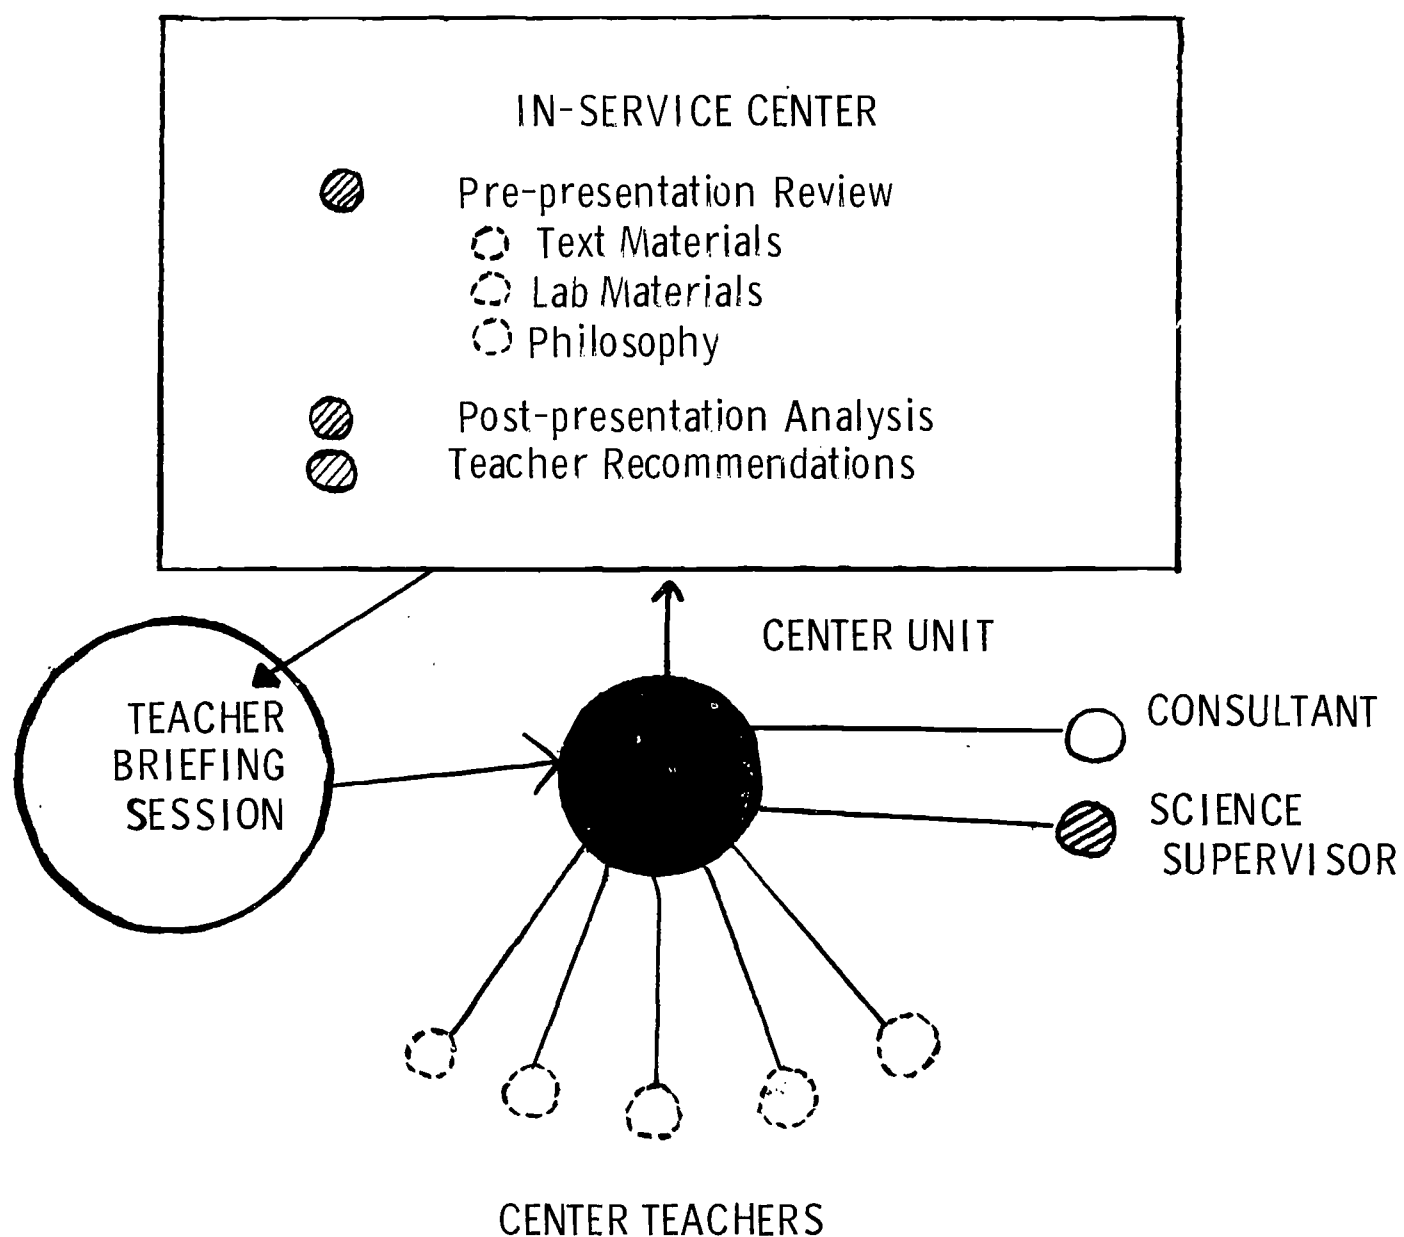 IN-SERVICE CENTER
Pre-presentation Review
Text Materials
Lab Materials
Philosophy
Post-presentation Analysis
Teacher Recommendations
CENTER UNIT
TEACHER
BRIEFING
SESSION
CONSULTANT
SCIENCE
SUPERVISOR
CENTER TEACHERS